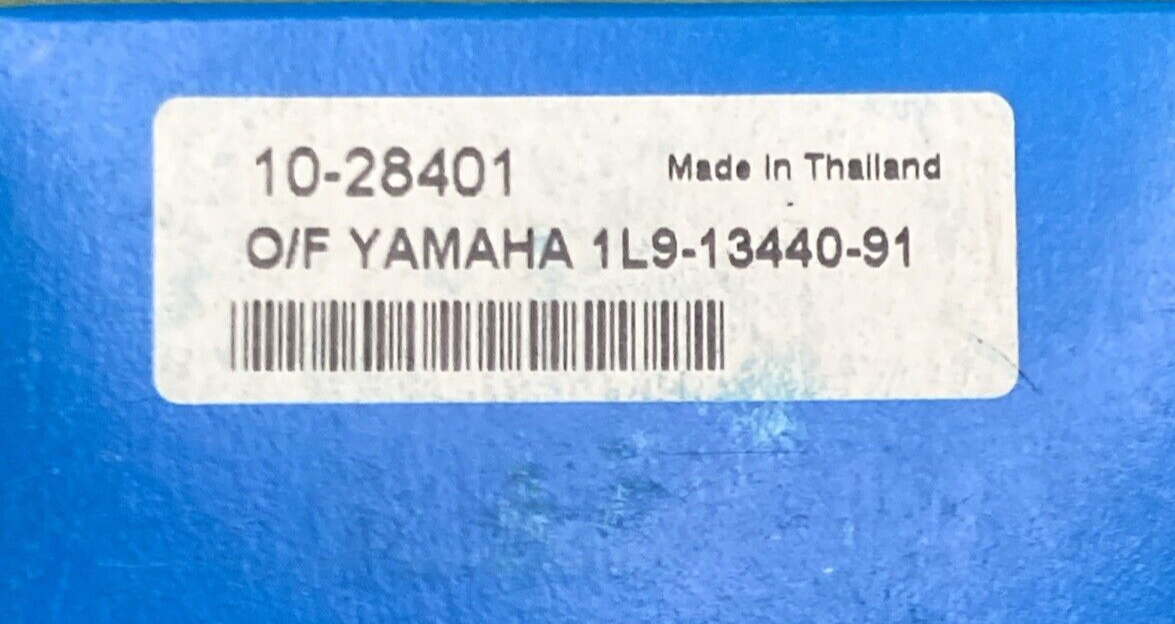 10-28401
Made in Thailand
O/F YAMAHA 1L9-13440-91